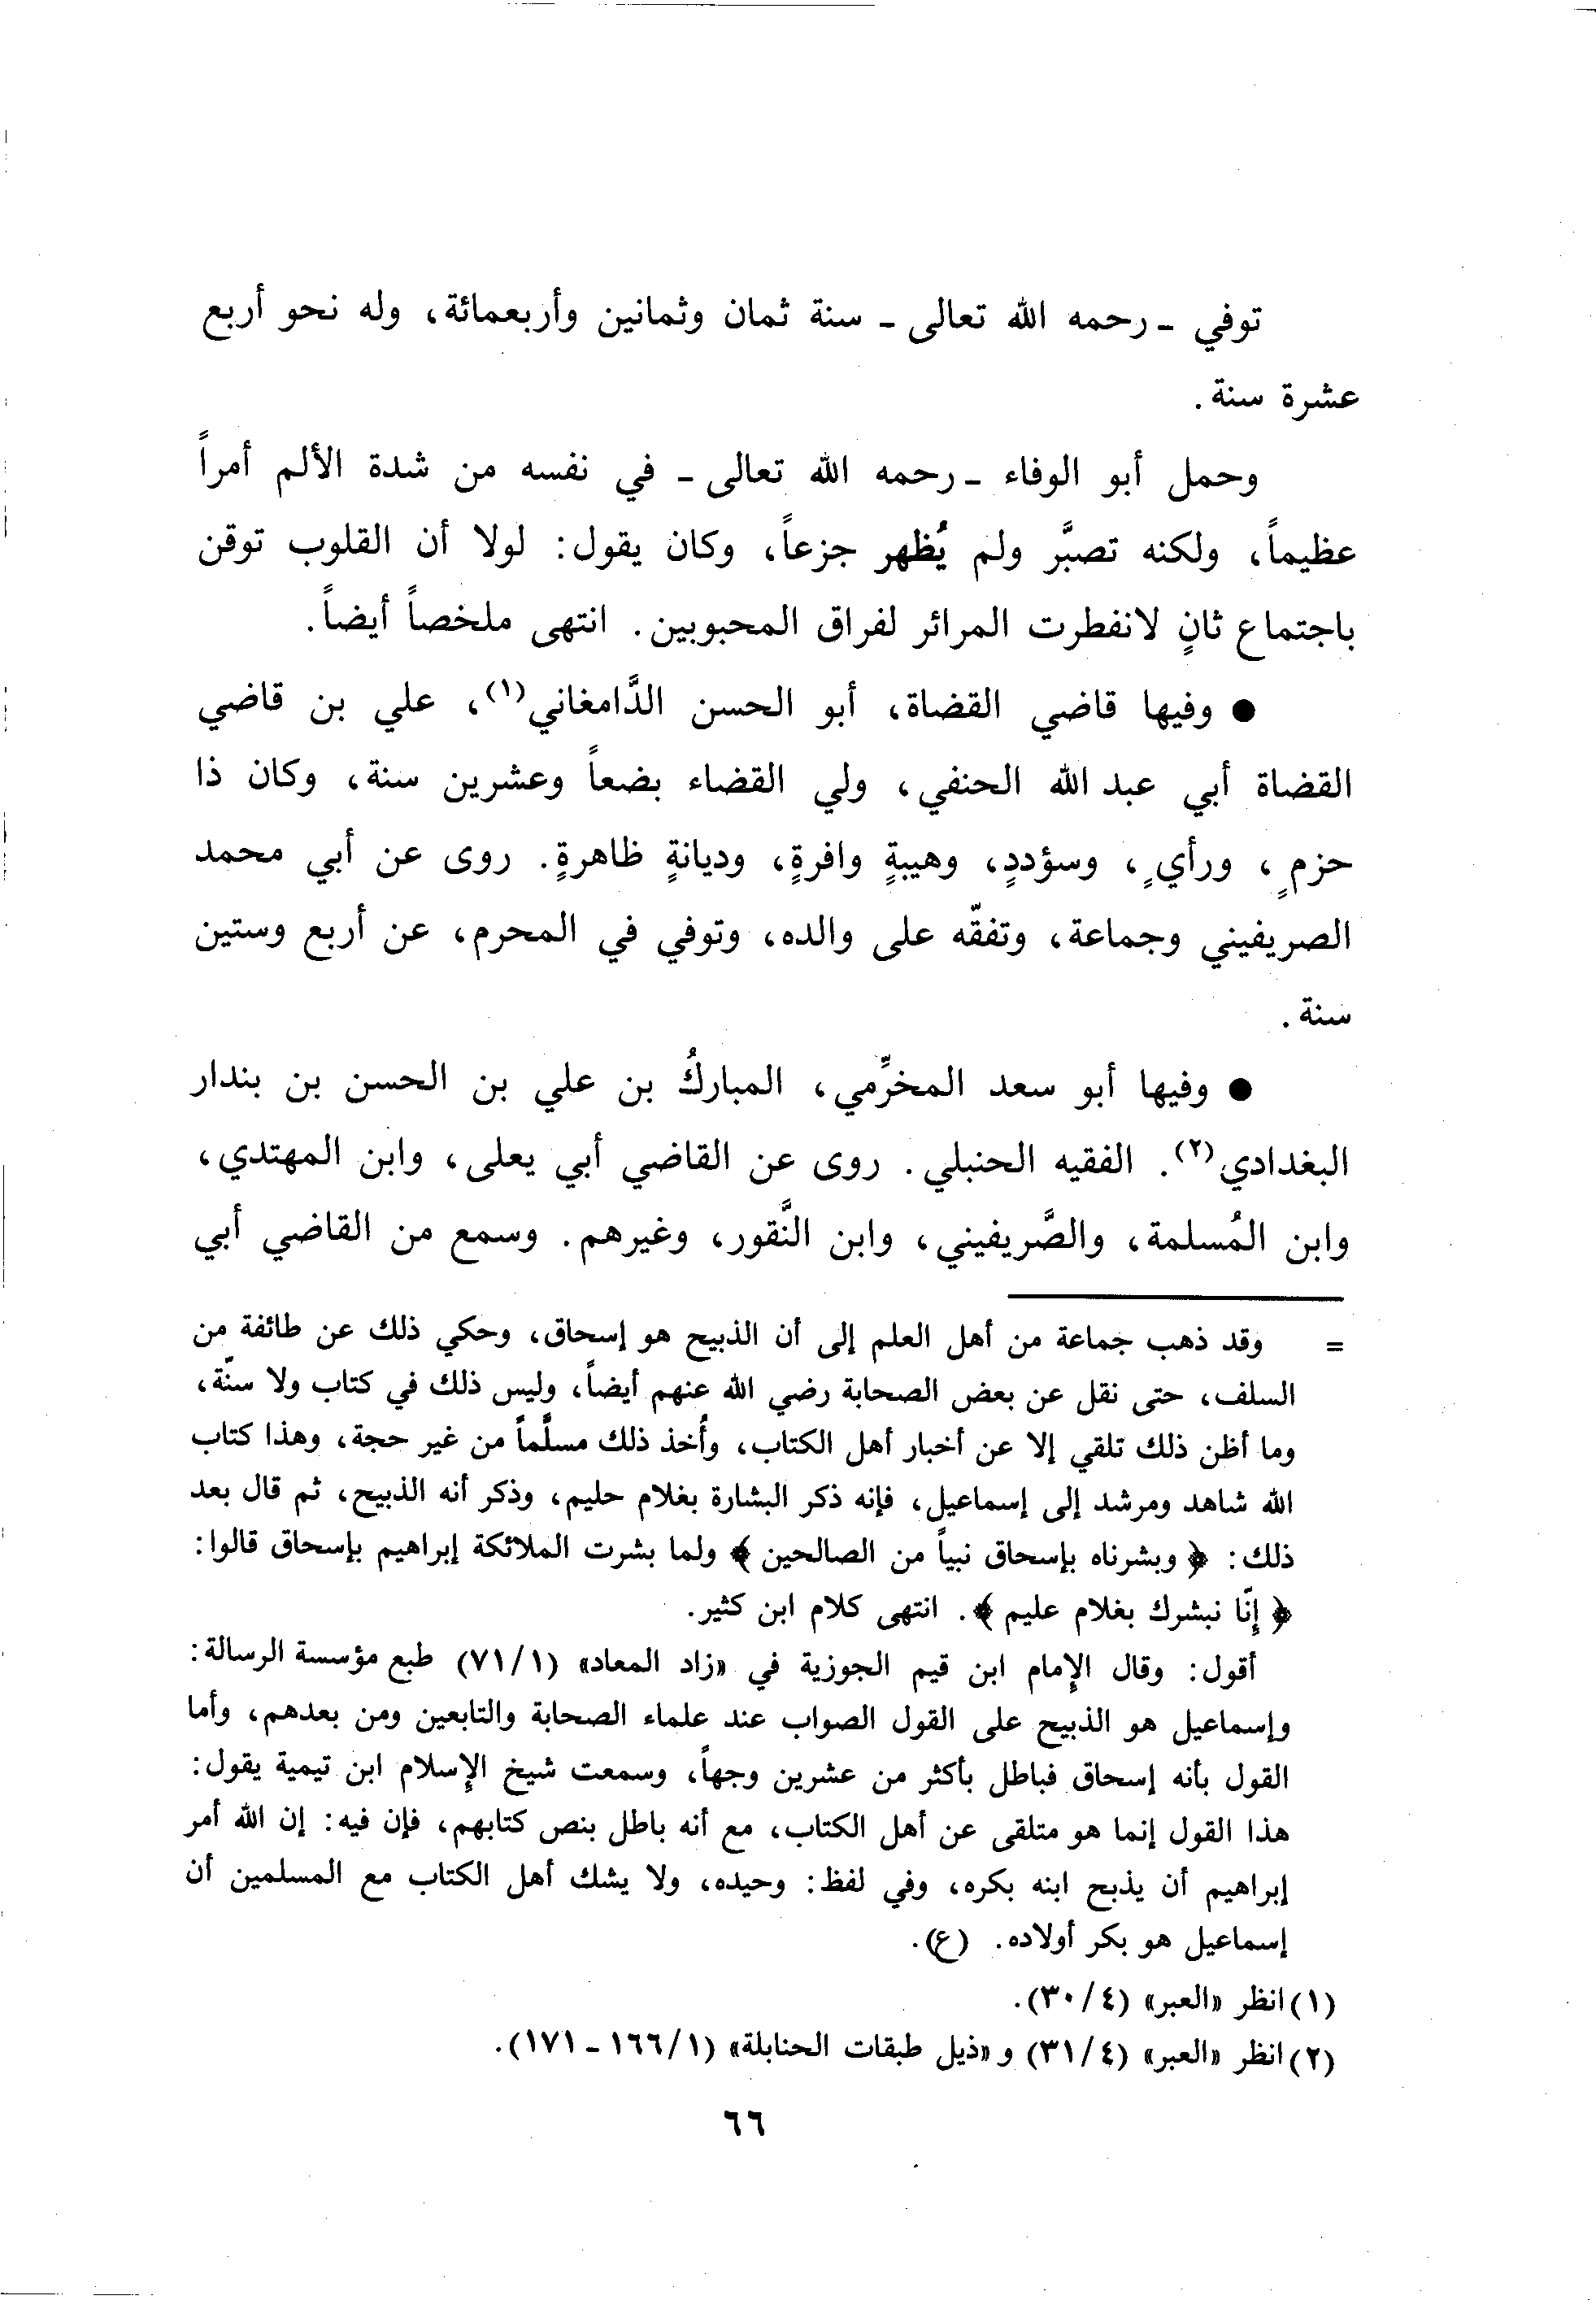 توفي ـ رحمه الله تعالى ـ سنة ثمان وثمانين وأربعمائة، وله نحو أربع
عشرة سنة.
وحمل أبو الوفاء ـ رحمه الله تعالى ـ في نفسه من شدة الألم أمراً
عظيماً، ولكنه تصبَّر ولم يُظهر جزعاً، وكان يقول: لولا أن القلوب توقن
باجتماع ثانٍ لانفطرت المرائر لفراق المحبوبين. انتهى ملخصاً أيضاً.
● وفيها قاضي القضاة، أبو الحسن الدَّامغاني(١)، علي بن قاضي
القضاة أبي عبد الله الحنفي، ولي القضاء بضعاً وعشرين سنة، وكان ذا
حزمٍ، ورأيٍ، وسؤددٍ، وهيبةٍ وافرةٍ، وديانةٍ ظاهرةٍ. روى عن أبي محمد
الصريفيني وجماعة، وتفقّه على والده، وتوفي في المحرم، عن أربع وستين
سنة.
● وفيها أبو سعد المخرِّمي، المباركُ بن علي بن الحسن بن بندار
البغدادي(٢). الفقيه الحنبلي. روى عن القاضي أبي يعلى، وابن المهتدي،
وابن المُسلمة، والصَّريفيني، وابن النَّقور، وغيرهم. وسمع من القاضي أبي
= وقد ذهب جماعة من أهل العلم إلى أن الذبيح هو إسحاق، وحكي ذلك عن طائفة من
السلف، حتى نقل عن بعض الصحابة رضي الله عنهم أيضاً، وليس ذلك في كتاب ولا سنّة،
وما أظن ذلك تلقي إلا عن أخبار أهل الكتاب، وأُخذ ذلك مسلَّماً من غير حجة، وهذا كتاب
الله شاهد ومرشد إلى إسماعيل، فإنه ذكر البشارة بغلام حليم، وذكر أنه الذبيح، ثم قال بعد
ذلك: ﴿ وبشرناه بإسحاق نبياً من الصالحين ﴾ ولما بشرت الملائكة إبراهيم بإسحاق قالوا:
﴿ إنّا نبشرك بغلام عليم ﴾. انتهى كلام ابن كثير.
أقول: وقال الإمام ابن قيم الجوزية في «زاد المعاد» (٧١/١) طبع مؤسسة الرسالة:
وإسماعيل هو الذبيح على القول الصواب عند علماء الصحابة والتابعين ومن بعدهم، وأما
القول بأنه إسحاق فباطل بأكثر من عشرين وجهاً، وسمعت شيخ الإسلام ابن تيمية يقول:
هذا القول إنما هو متلقى عن أهل الكتاب، مع أنه باطل بنص كتابهم، فإن فيه: إن الله أمر
إبراهيم أن يذبح ابنه بكره، وفي لفظ: وحيده، ولا يشك أهل الكتاب مع المسلمين أن
إسماعيل هو بكر أولاده. (ع).
(١) انظر «العبر» (٣٠/٤).
(٢) انظر «العبر» (٣١/٤) و «ذيل طبقات الحنابلة» (١٦٦/١ ـ ١٧١).
٦٦